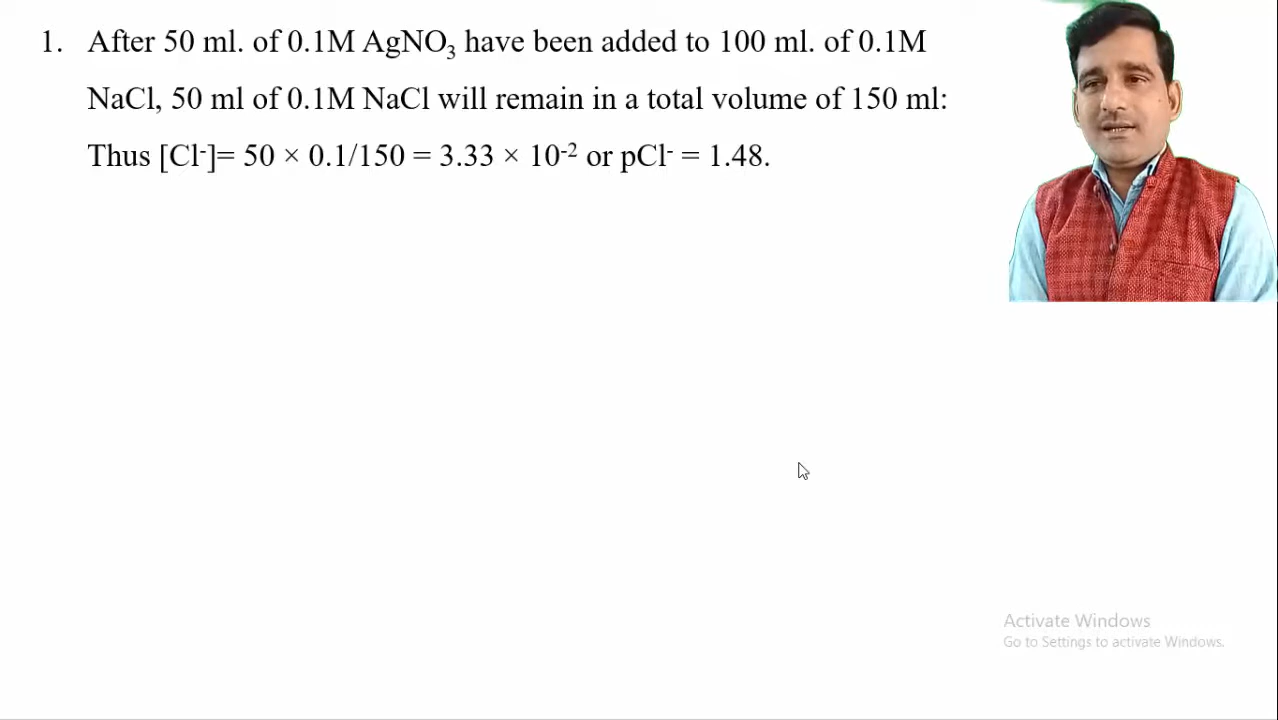 1. After 50 ml. of 0.1M AgNO₃ have been added to 100 ml. of 0.1M
NaCl, 50 ml of 0.1M NaCl will remain in a total volume of 150 ml:
Thus [Cl⁻]= 50 × 0.1/150 = 3.33 × 10⁻² or pCl⁻ = 1.48.
Activate Windows
Go to Settings to activate Windows.